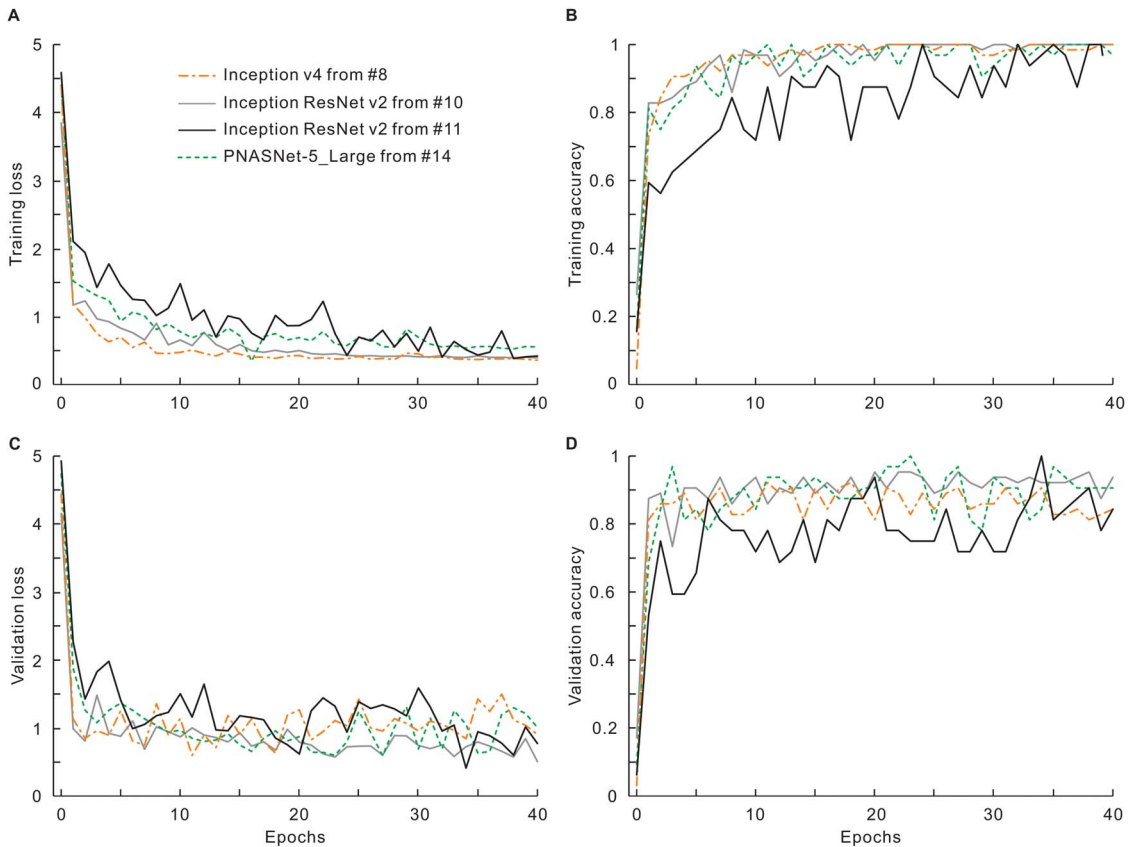 A
B
5
4
3
2
1
0
Training loss
Inception v4 from #8
Inception ResNet v2 from #10
Inception ResNet v2 from #11
PNASNet-5_Large from #14
0 10 20 30 40
1
0.8
0.6
0.4
0.2
0
Training accuracy
0 10 20 30 40
C
D
5
4
3
2
1
0
Validation loss
0 10 20 30 40
Epochs
1
0.8
0.6
0.4
0.2
0
Validation accuracy
0 10 20 30 40
Epochs